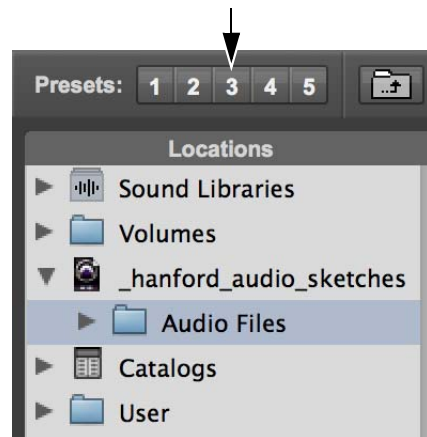 Presets: 1 2 3 4 5
Locations
Sound Libraries
Volumes
_hanford_audio_sketches
Audio Files
Catalogs
User